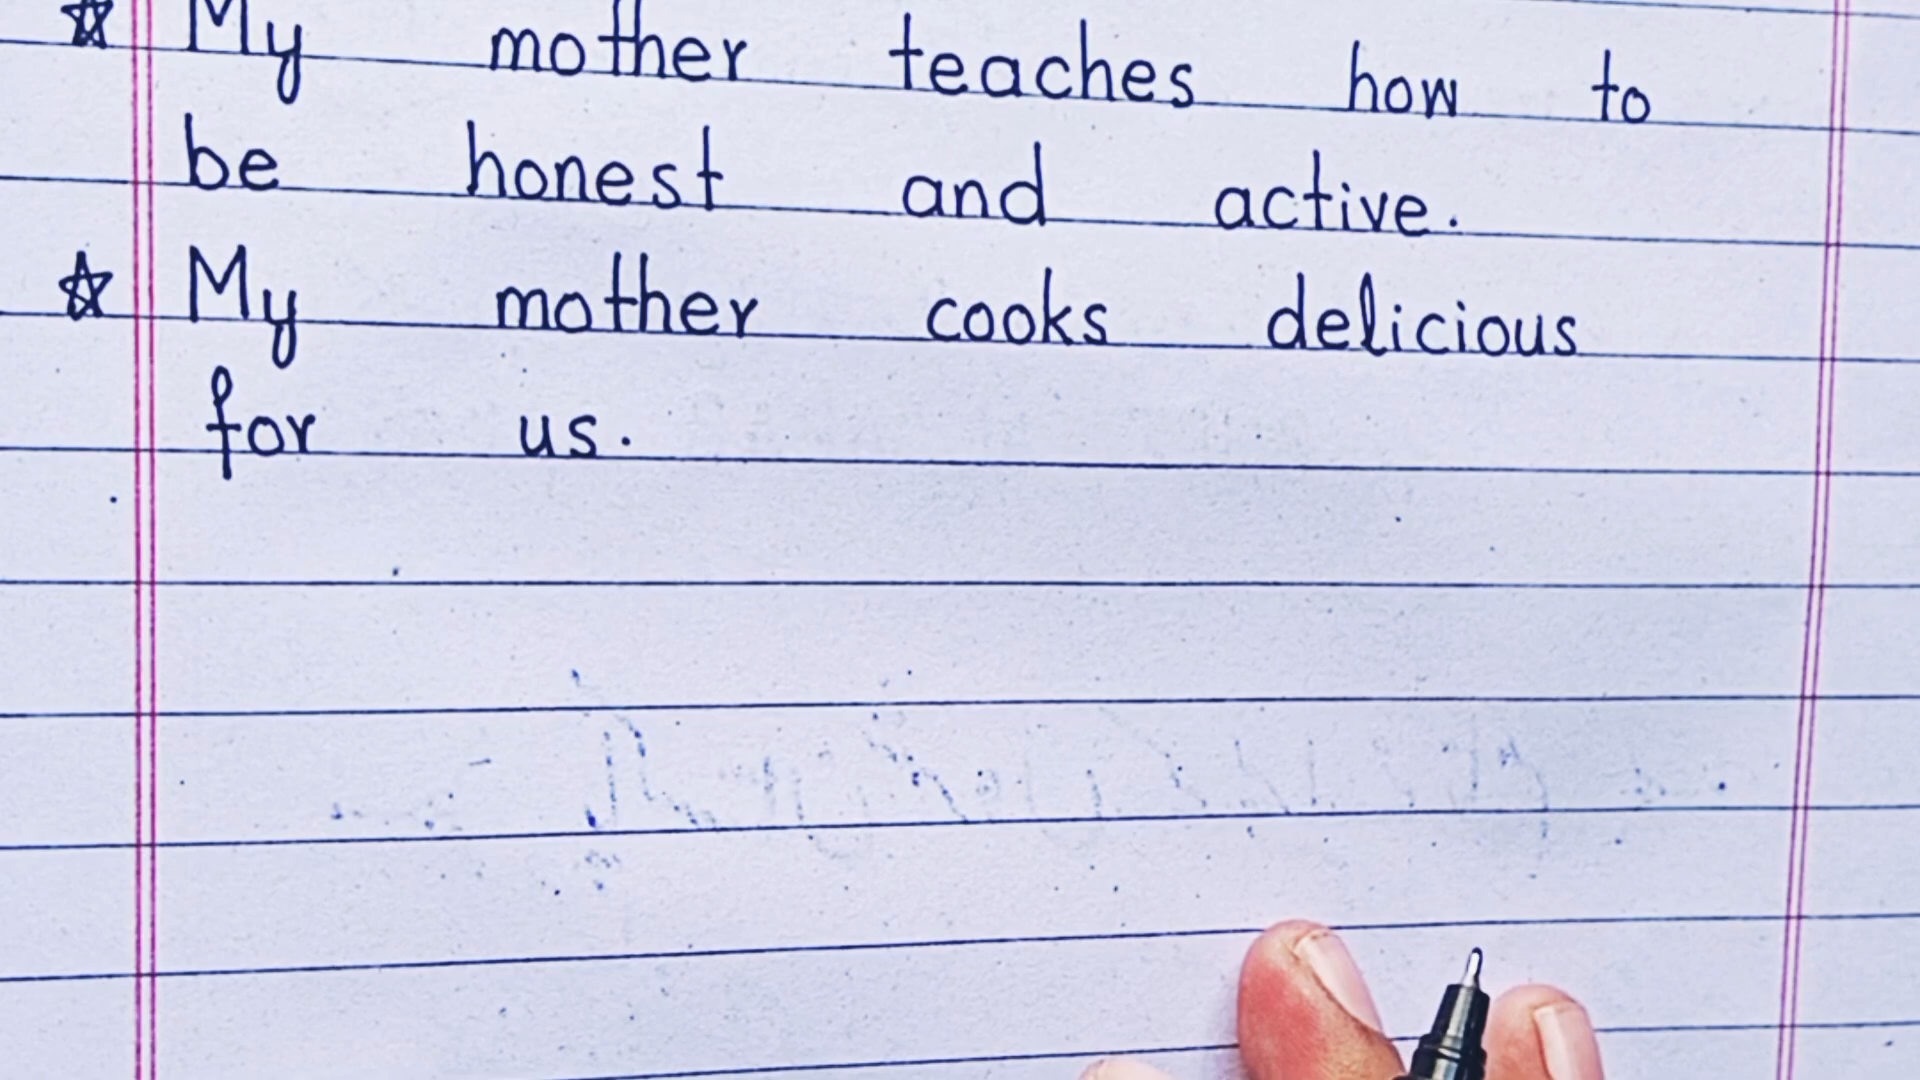 ☆ My mother teaches how to
be honest and active.
☆ My mother cooks delicious
for us.